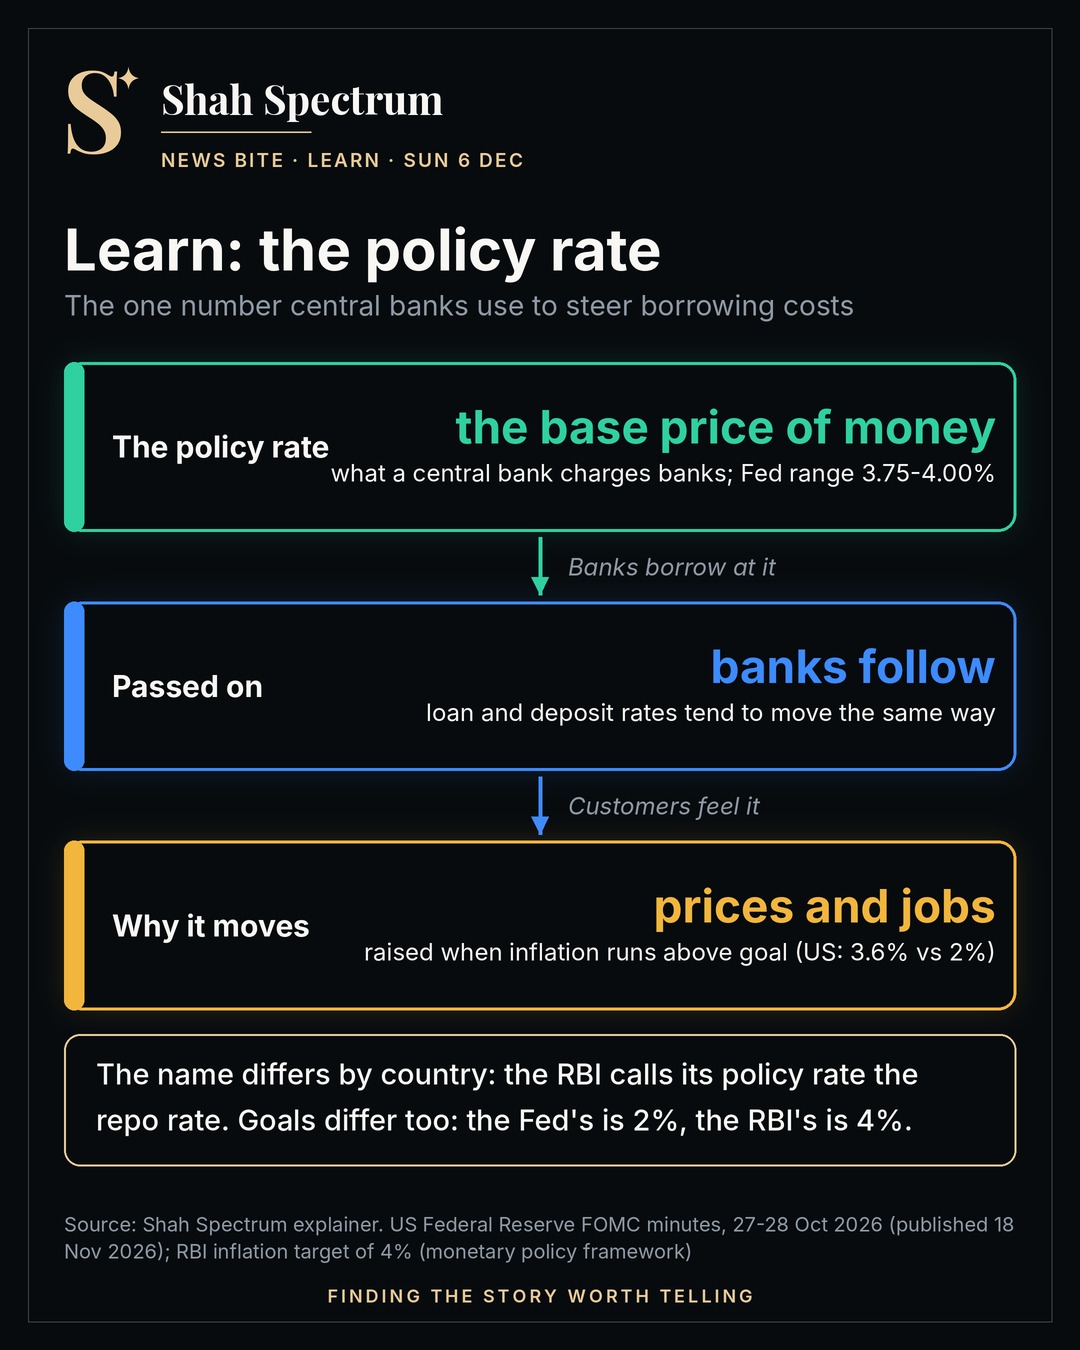 S
Shah Spectrum
NEWS BITE · LEARN · SUN 6 DEC
Learn: the policy rate
The one number central banks use to steer borrowing costs
The policy rate
the base price of money
what a central bank charges banks; Fed range 3.75-4.00%
Banks borrow at it
Passed on
banks follow
loan and deposit rates tend to move the same way
Customers feel it
Why it moves
prices and jobs
raised when inflation runs above goal (US: 3.6% vs 2%)
The name differs by country: the RBI calls its policy rate the
repo rate. Goals differ too: the Fed's is 2%, the RBI's is 4%.
Source: Shah Spectrum explainer. US Federal Reserve FOMC minutes, 27-28 Oct 2026 (published 18
Nov 2026); RBI inflation target of 4% (monetary policy framework)
FINDING THE STORY WORTH TELLING